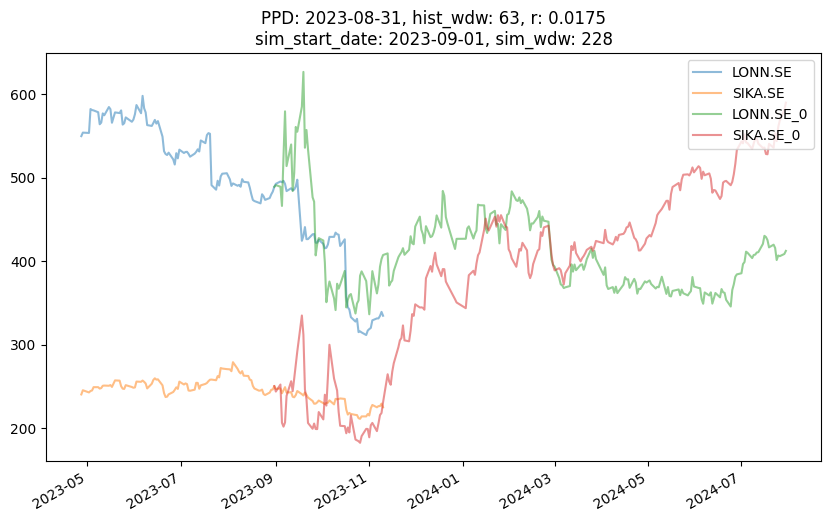 PPD: 2023-08-31, hist_wdw: 63, r: 0.0175
sim_start_date: 2023-09-01, sim_wdw: 228
LONN.SE
SIKA.SE
LONN.SE_0
SIKA.SE_0
600
500
400
300
200
2023-05
2023-07
2023-09
2023-11
2024-01
2024-03
2024-05
2024-07